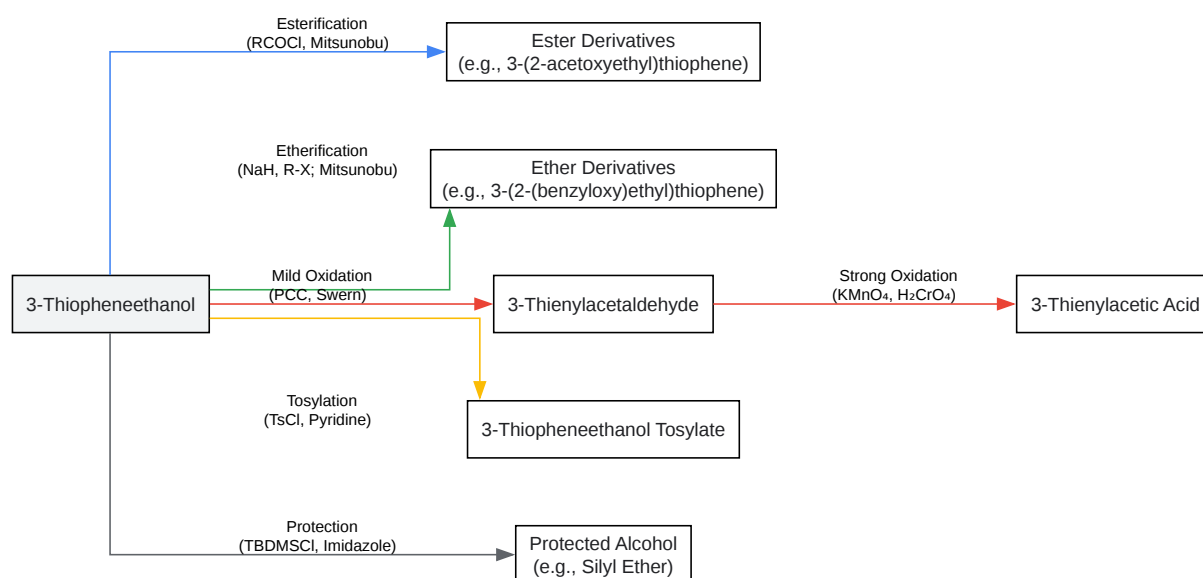 Esterification
(RCOCl, Mitsunobu)
Ester Derivatives
(e.g., 3-(2-acetoxyethyl)thiophene)
Etherification
(NaH, R-X; Mitsunobu)
Ether Derivatives
(e.g., 3-(2-(benzyloxy)ethyl)thiophene)
3-Thiopheneethanol
Mild Oxidation
(PCC, Swern)
3-Thienylacetaldehyde
Strong Oxidation
(KMnO₄, H₂CrO₄)
3-Thienylacetic Acid
Tosylation
(TsCl, Pyridine)
3-Thiopheneethanol Tosylate
Protection
(TBDMSCl, Imidazole)
Protected Alcohol
(e.g., Silyl Ether)